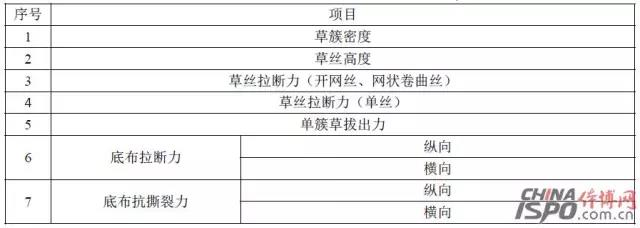 序号 项目
1 草簇密度
2 草丝高度
3 草丝拉断力（开网丝、网状卷曲丝）
4 草丝拉断力（单丝）
5 单簇草拔出力
6 底布拉断力 纵向
横向
7 底布抗撕裂力 纵向
横向
CHINA
ISPO 体博网